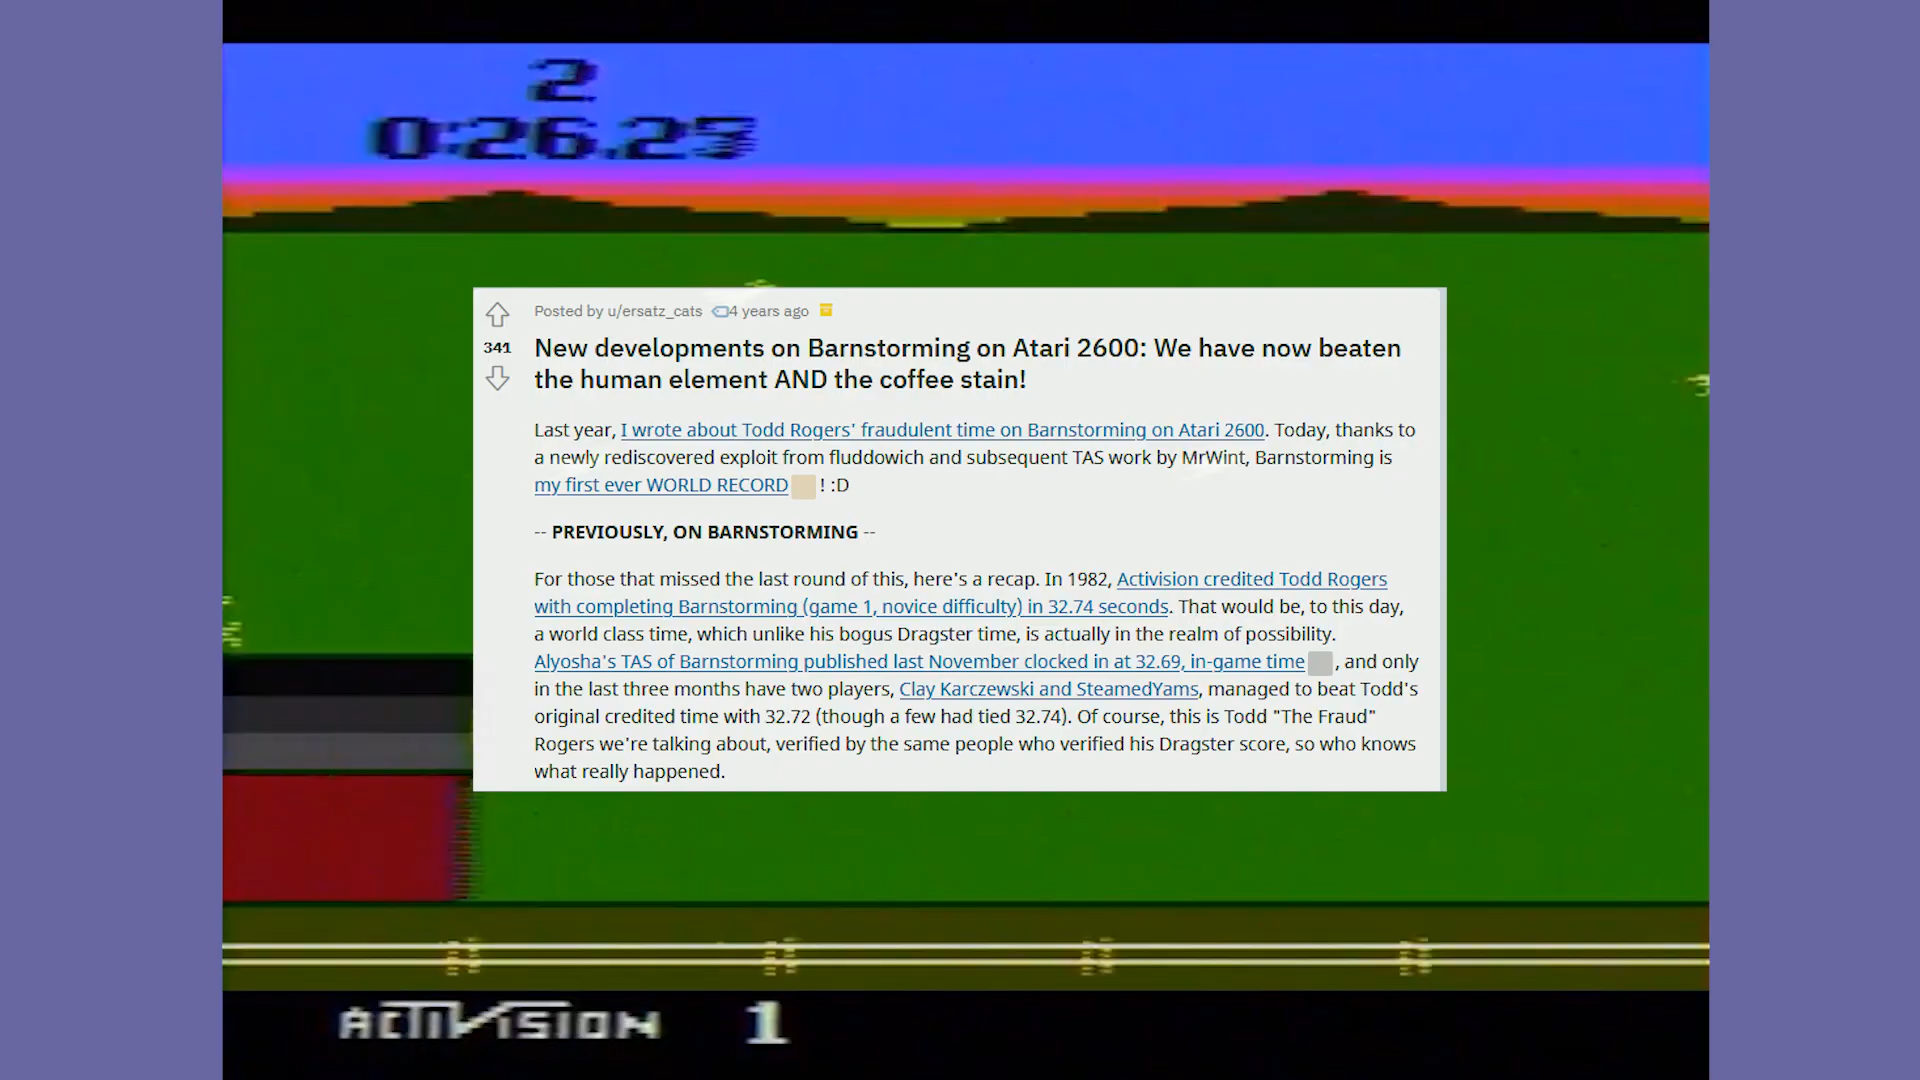 2
0:26.2
Posted by u/ersatz_cats 4 years ago
341
New developments on Barnstorming on Atari 2600: We have now beaten
the human element AND the coffee stain!
Last year, I wrote about Todd Rogers' fraudulent time on Barnstorming on Atari 2600. Today, thanks to
a newly rediscovered exploit from fluddowich and subsequent TAS work by MrWint, Barnstorming is
my first ever WORLD RECORD ! :D
-- PREVIOUSLY, ON BARNSTORMING --
For those that missed the last round of this, here's a recap. In 1982, Activision credited Todd Rogers
with completing Barnstorming (game 1, novice difficulty) in 32.74 seconds. That would be, to this day,
a world class time, which unlike his bogus Dragster time, is actually in the realm of possibility.
Alyosha's TAS of Barnstorming published last November clocked in at 32.69, in-game time , and only
in the last three months have two players, Clay Karczewski and SteamedYams, managed to beat Todd's
original credited time with 32.72 (though a few had tied 32.74). Of course, this is Todd "The Fraud"
Rogers we're talking about, verified by the same people who verified his Dragster score, so who knows
what really happened.
ACTIVISION 1